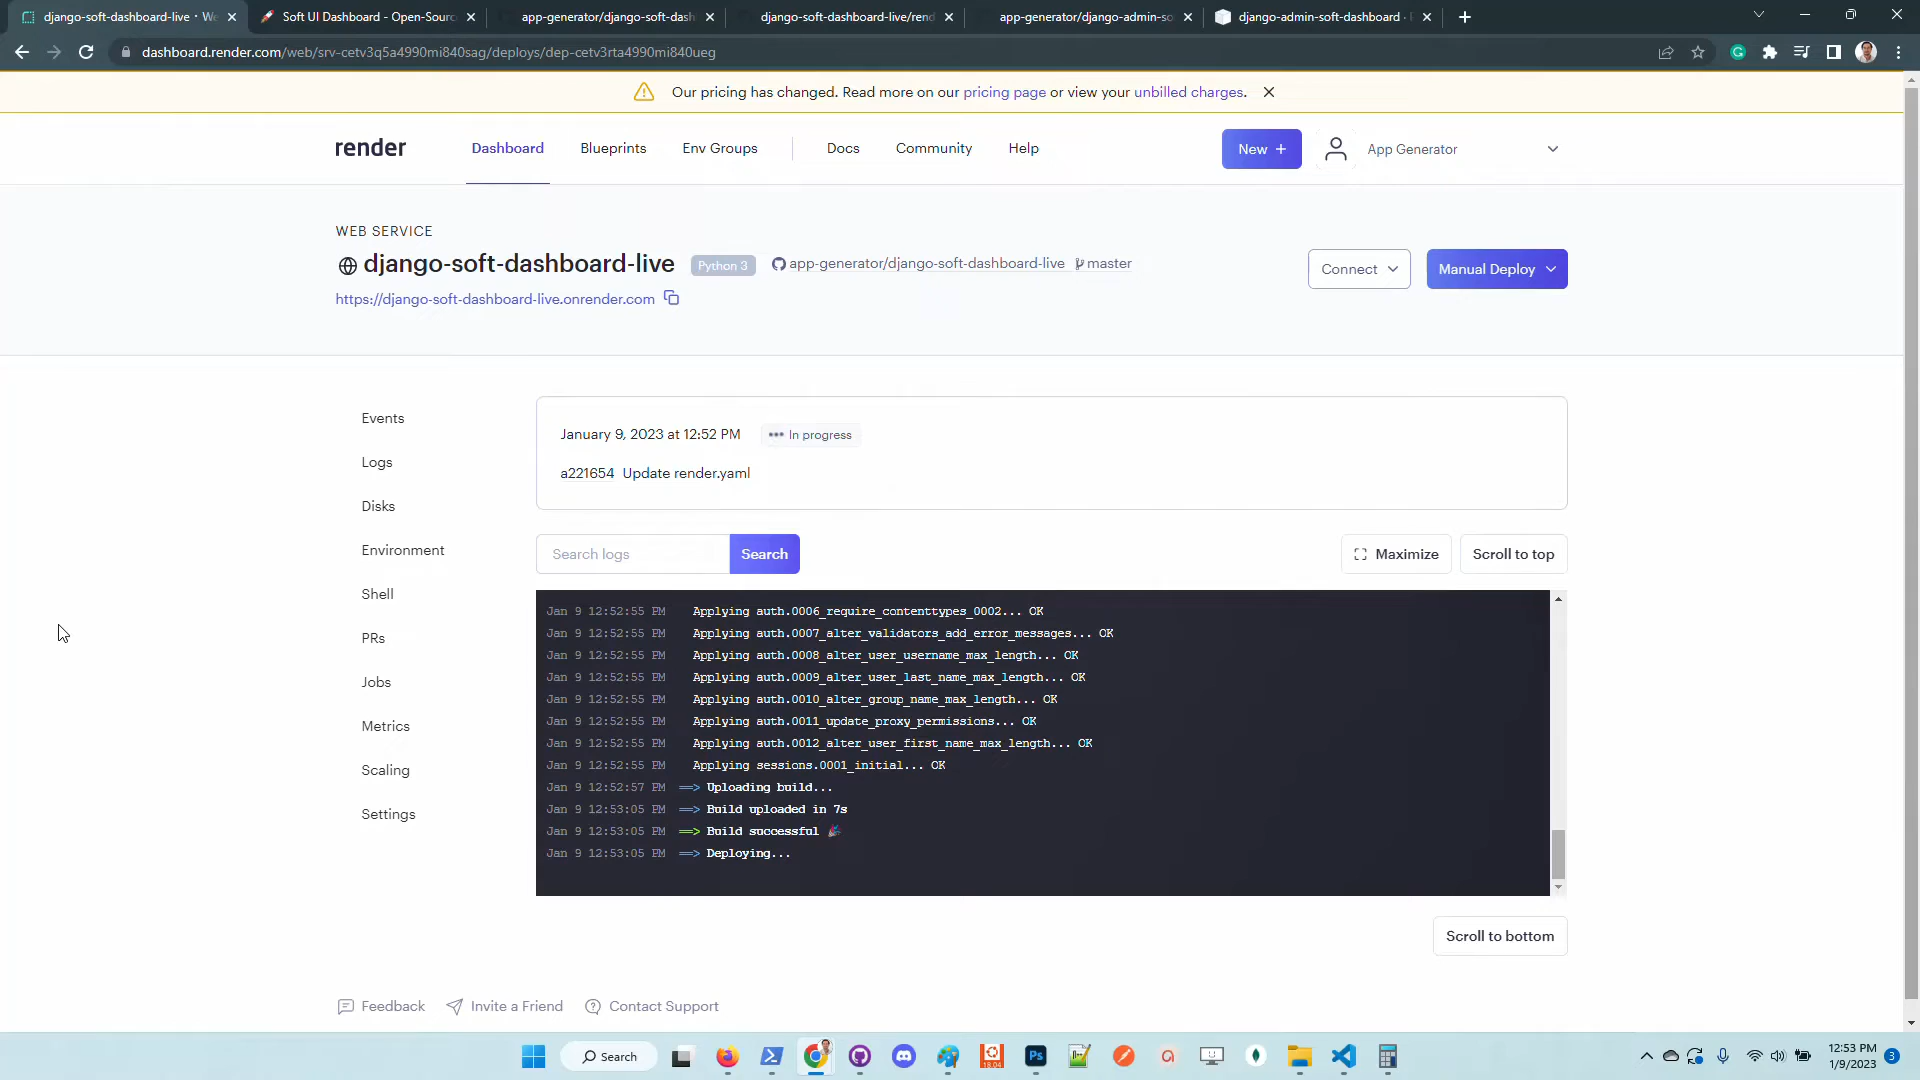 django-soft-dashboard-live · We
Soft UI Dashboard - Open-Sourc
app-generator/django-soft-dash
django-soft-dashboard-live/rend
app-generator/django-admin-so
django-admin-soft-dashboard ·
dashboard.render.com/web/srv-cetv3q5a4990mi840sag/deploys/dep-cetv3rta4990mi840ueg
Our pricing has changed. Read more on our pricing page or view your unbilled charges.
render
Dashboard
Blueprints
Env Groups
Docs
Community
Help
New +
App Generator
WEB SERVICE
django-soft-dashboard-live
Python 3
app-generator/django-soft-dashboard-live
master
Connect
Manual Deploy
https://django-soft-dashboard-live.onrender.com
Events
Logs
Disks
Environment
Shell
PRs
Jobs
Metrics
Scaling
Settings
January 9, 2023 at 12:52 PM
In progress
a221654 Update render.yaml
Search logs
Search
Maximize
Scroll to top
Jan 9 12:52:55 PM Applying auth.0006_require_contenttypes_0002... OK
Jan 9 12:52:55 PM Applying auth.0007_alter_validators_add_error_messages... OK
Jan 9 12:52:55 PM Applying auth.0008_alter_user_username_max_length... OK
Jan 9 12:52:55 PM Applying auth.0009_alter_user_last_name_max_length... OK
Jan 9 12:52:55 PM Applying auth.0010_alter_group_name_max_length... OK
Jan 9 12:52:55 PM Applying auth.0011_update_proxy_permissions... OK
Jan 9 12:52:55 PM Applying auth.0012_alter_user_first_name_max_length... OK
Jan 9 12:52:55 PM Applying sessions.0001_initial... OK
Jan 9 12:52:57 PM ==> Uploading build...
Jan 9 12:53:05 PM ==> Build uploaded in 7s
Jan 9 12:53:05 PM ==> Build successful 🎉
Jan 9 12:53:05 PM ==> Deploying...
Scroll to bottom
Feedback
Invite a Friend
Contact Support
Search
Ps
18.04
12:53 PM
1/9/2023
3